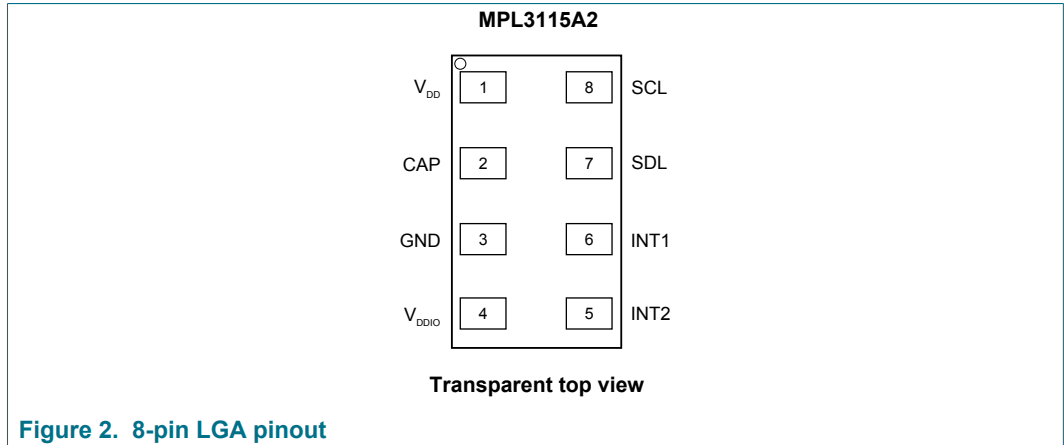 MPL3115A2
VDD 1 8 SCL
CAP 2 7 SDL
GND 3 6 INT1
VDDIO 4 5 INT2
Transparent top view
Figure 2. 8-pin LGA pinout